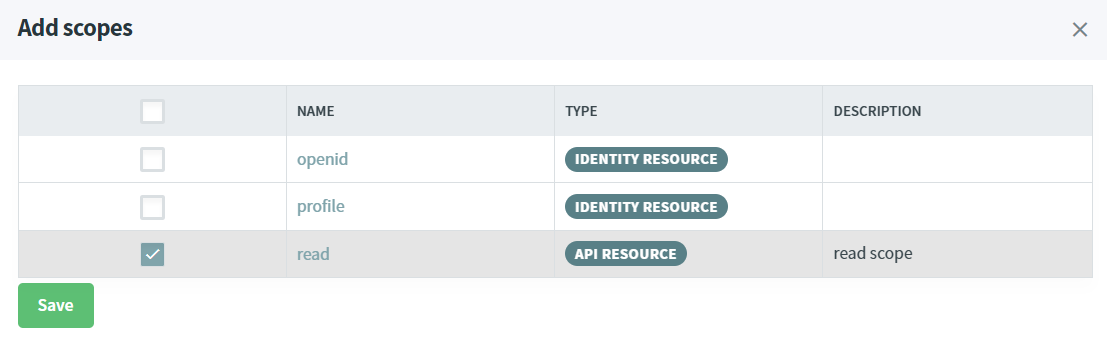 Add scopes
NAME TYPE DESCRIPTION
openid IDENTITY RESOURCE
profile IDENTITY RESOURCE
read API RESOURCE read scope
Save